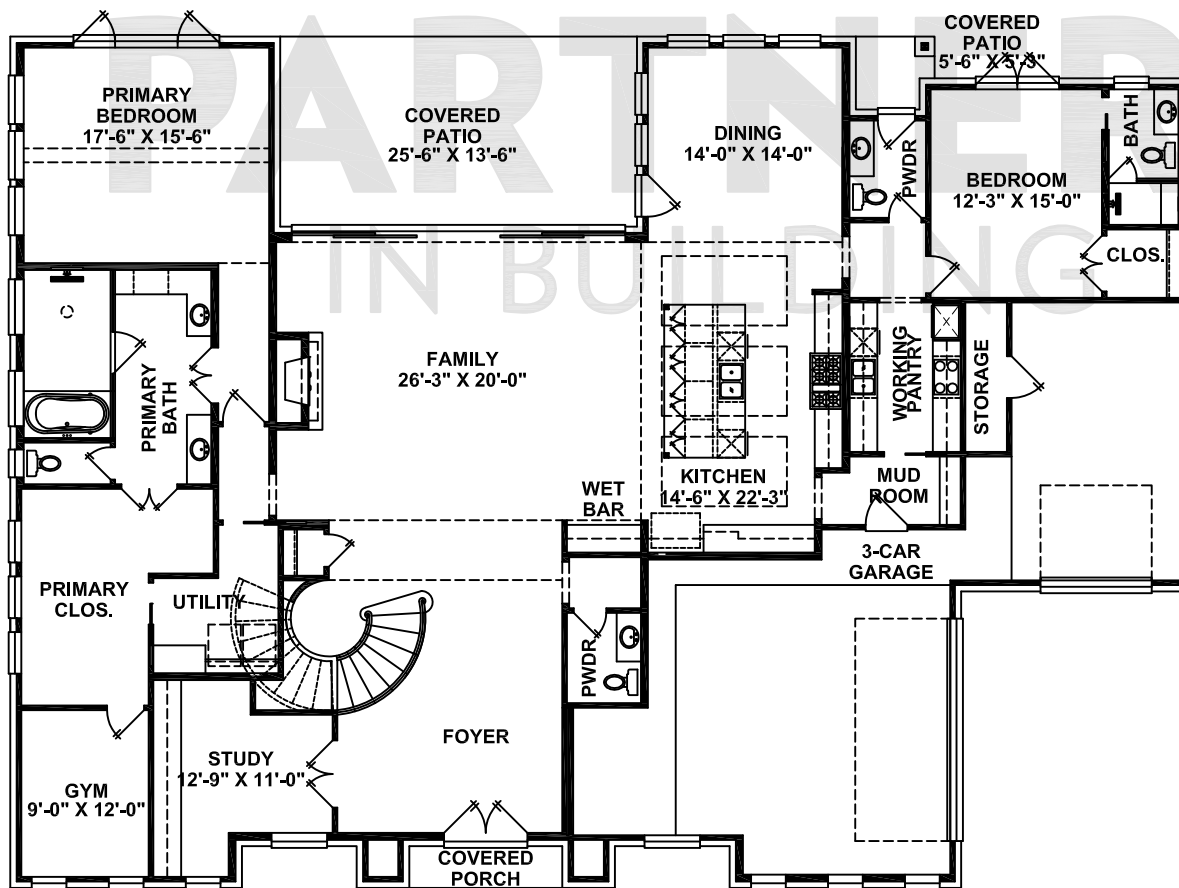 PARTNER
IN BUILDING
COVERED
PATIO
5'-6" X 5'-3"
PRIMARY
BEDROOM
17'-6" X 15'-6"
COVERED
PATIO
25'-6" X 13'-6"
DINING
14'-0" X 14'-0"
PWDR
BEDROOM
12'-3" X 15'-0"
BATH
CLOS.
FAMILY
26'-3" X 20'-0"
PRIMARY
BATH
WORKING
PANTRY
STORAGE
KITCHEN
14'-6" X 22'-3"
WET
BAR
MUD
ROOM
3-CAR
GARAGE
PRIMARY
CLOS.
UTILITY
PWDR
FOYER
STUDY
12'-9" X 11'-0"
GYM
9'-0" X 12'-0"
COVERED
PORCH